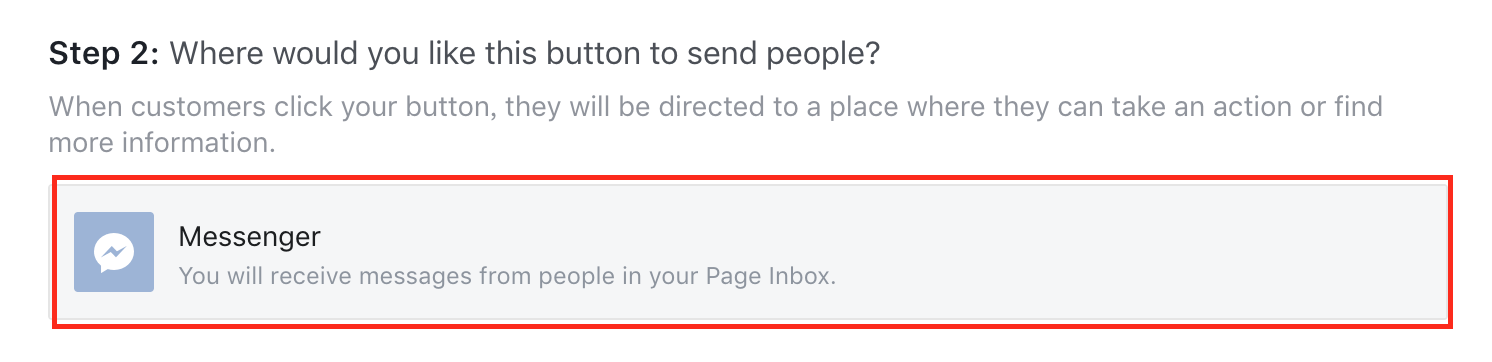 Step 2: Where would you like this button to send people?
When customers click your button, they will be directed to a place where they can take an action or find
more information.
Messenger
You will receive messages from people in your Page Inbox.